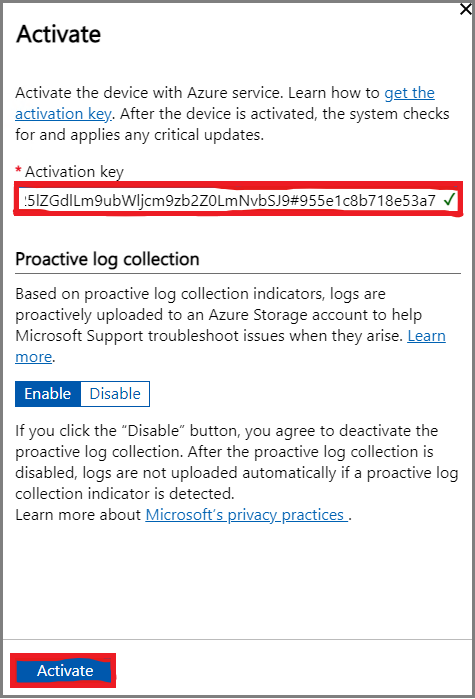 Activate
Activate the device with Azure service. Learn how to get the
activation key. After the device is activated, the system checks
for and applies any critical updates.
* Activation key
:5lZGdlLm9ubWljcm9zb2Z0LmNvbSJ9#955e1c8b718e53a7
Proactive log collection
Based on proactive log collection indicators, logs are
proactively uploaded to an Azure Storage account to help
Microsoft Support troubleshoot issues when they arise. Learn
more.
Enable Disable
If you click the “Disable” button, you agree to deactivate the
proactive log collection. After the proactive log collection is
disabled, logs are not uploaded automatically if a proactive log
collection indicator is detected.
Learn more about Microsoft’s privacy practices .
Activate